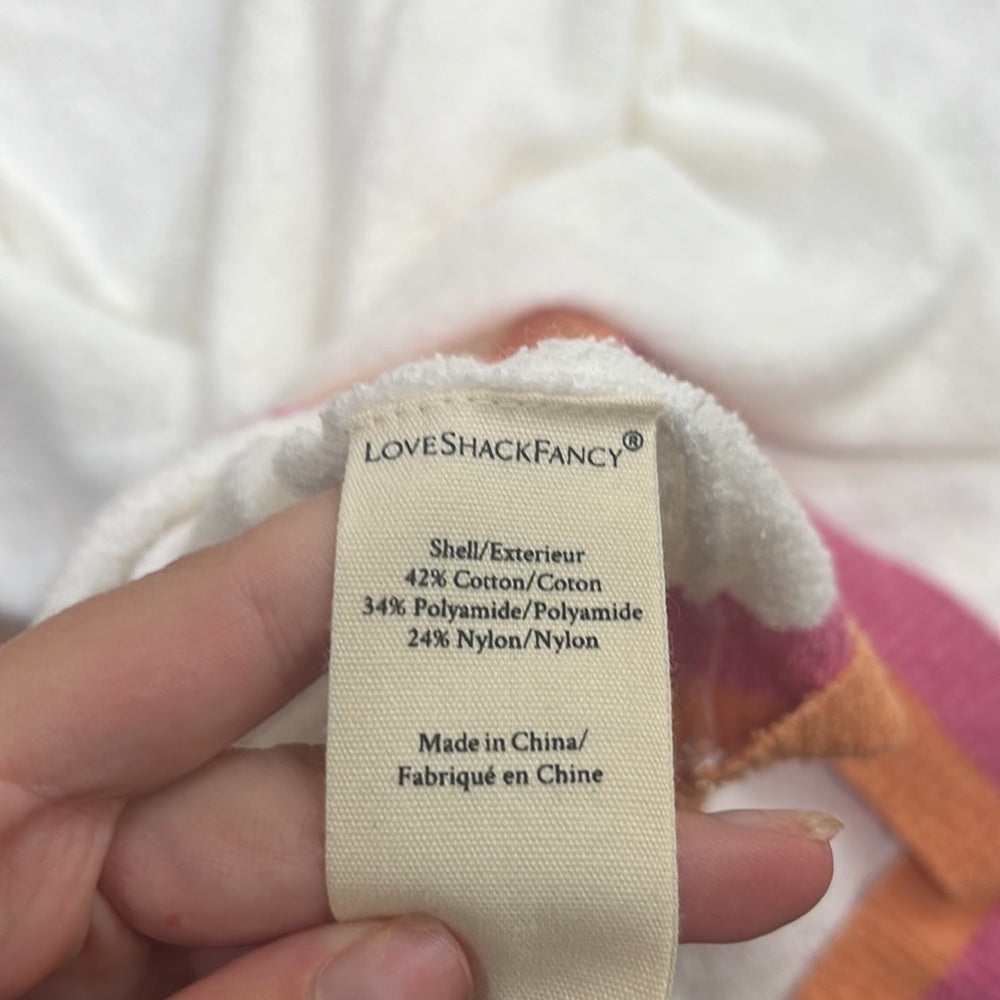 LOVESHACKFANCY®
Shell/Exterieur
42% Cotton/Coton
34% Polyamide/Polyamide
24% Nylon/Nylon
Made in China/
Fabriqué en Chine